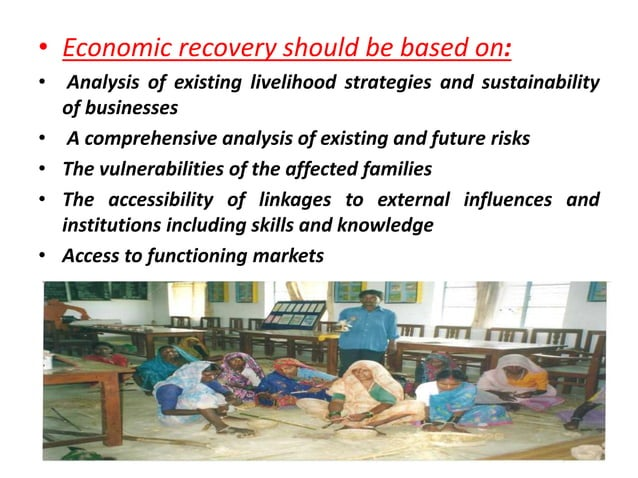 • Economic recovery should be based on:
• Analysis of existing livelihood strategies and sustainability
of businesses
• A comprehensive analysis of existing and future risks
• The vulnerabilities of the affected families
• The accessibility of linkages to external influences and
institutions including skills and knowledge
• Access to functioning markets